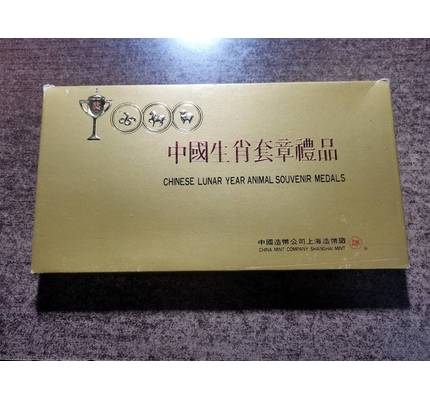 中國生肖套章禮品
CHINESE LUNAR YEAR ANIMAL SOUVENIR MEDALS
中國造幣公司上海造幣廠
CHINA MINT COMPANY SHANGHAI MINT